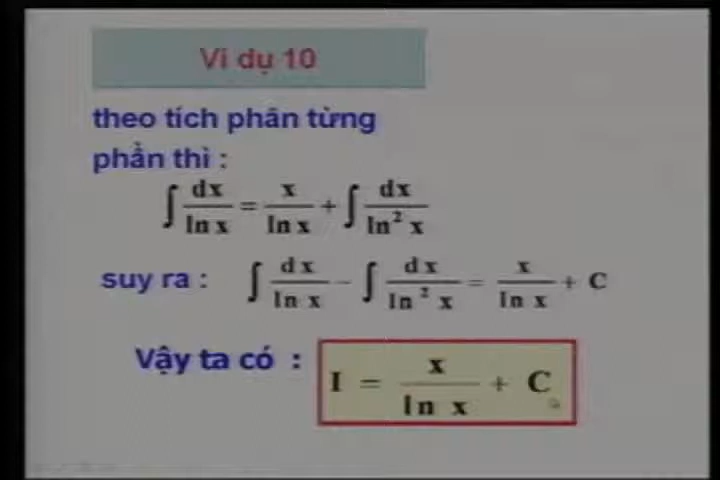 Ví dụ 10
theo tích phân từng
phần thì :
∫ dx/ln x = x/ln x + ∫ dx/ln² x
suy ra : ∫ dx/ln x − ∫ dx/ln² x = x/ln x + C
Vậy ta có : I = x/ln x + C